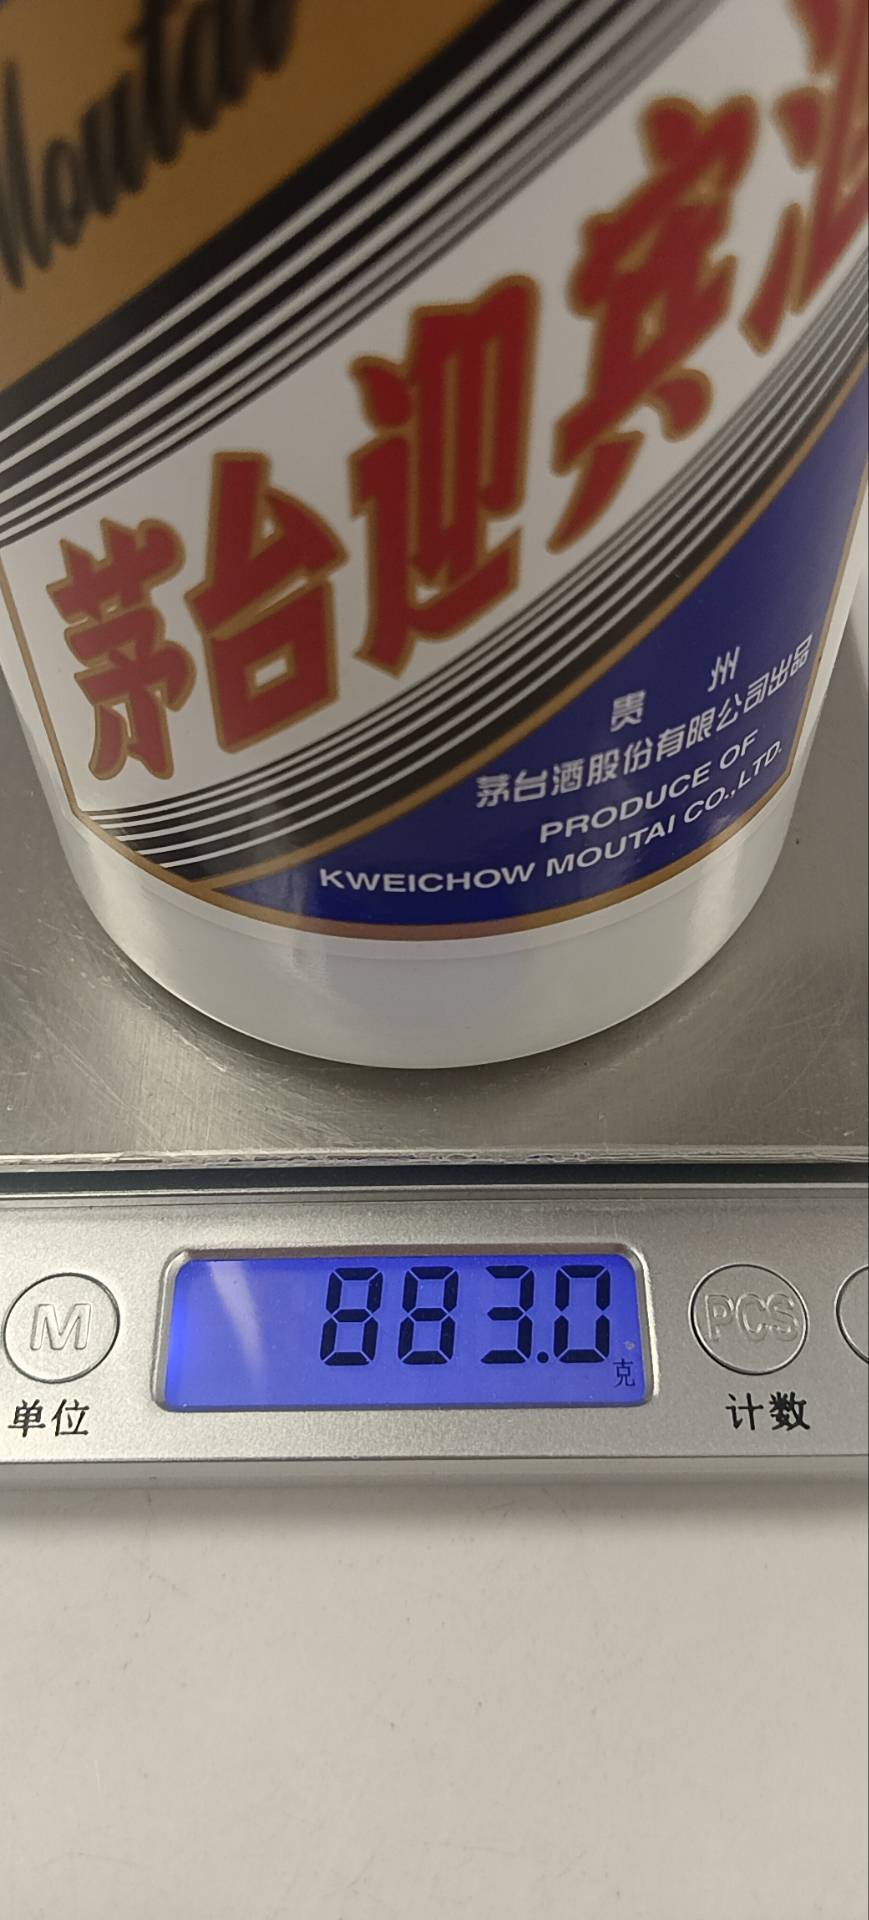 Moutai
茅台迎宾酒
贵州
茅台酒股份有限公司出品
PRODUCE OF
KWEICHOW MOUTAI CO.,LTD.
883.0
克
M
单位
PCS
计数